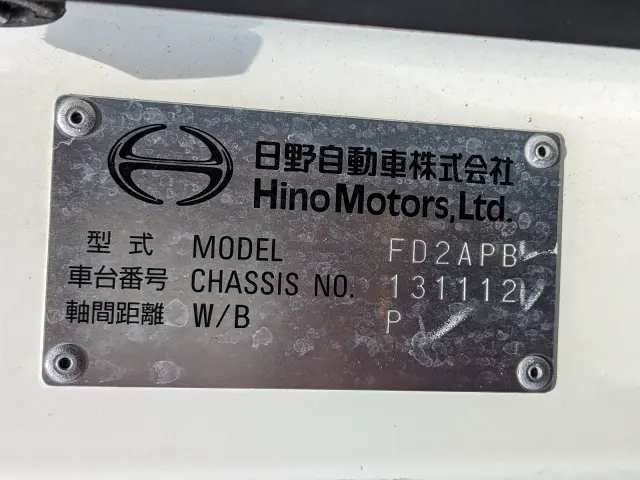 日野自動車株式会社
Hino Motors, Ltd.
型式 MODEL FD2APB
車台番号 CHASSIS NO. 131112
軸間距離 W/B P